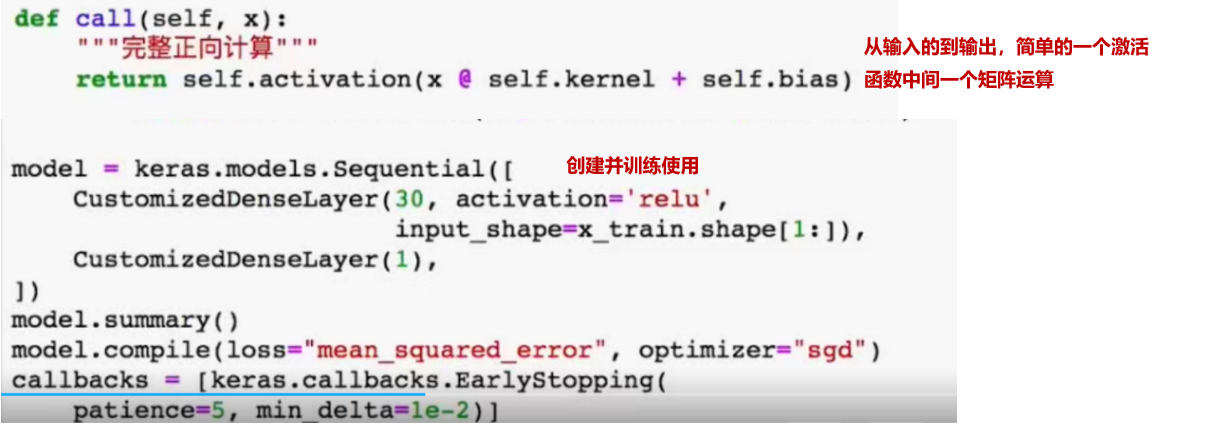 def call(self, x):
"""完整正向计算"""
return self.activation(x @ self.kernel + self.bias)
从输入的到输出，简单的一个激活
函数中间一个矩阵运算
model = keras.models.Sequential([
创建并训练使用
CustomizedDenseLayer(30, activation='relu',
input_shape=x_train.shape[1:]),
CustomizedDenseLayer(1),
])
model.summary()
model.compile(loss="mean_squared_error", optimizer="sgd")
callbacks = [keras.callbacks.EarlyStopping(
patience=5, min_delta=1e-2)]